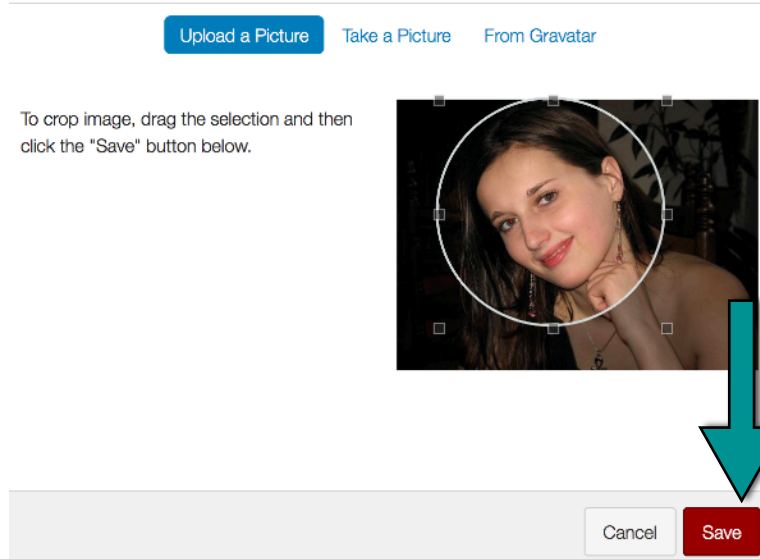 Upload a Picture Take a Picture From Gravatar
To crop image, drag the selection and then
click the "Save" button below.
Cancel Save